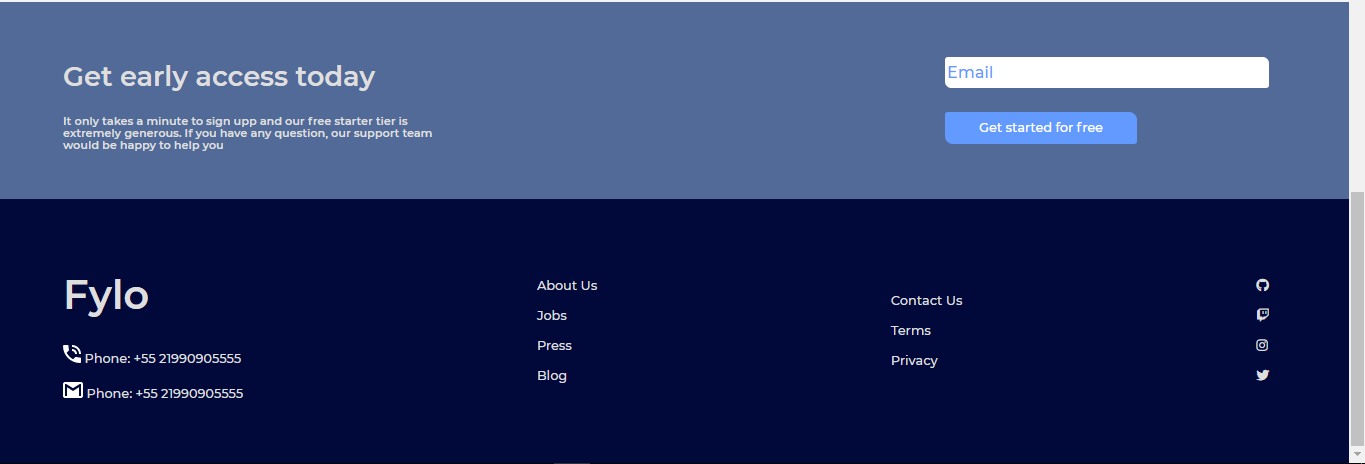 Get early access today
It only takes a minute to sign upp and our free starter tier is
extremely generous. If you have any question, our support team
would be happy to help you
Email
Get started for free
Fylo
Phone: +55 21990905555
Phone: +55 21990905555
About Us
Jobs
Press
Blog
Contact Us
Terms
Privacy